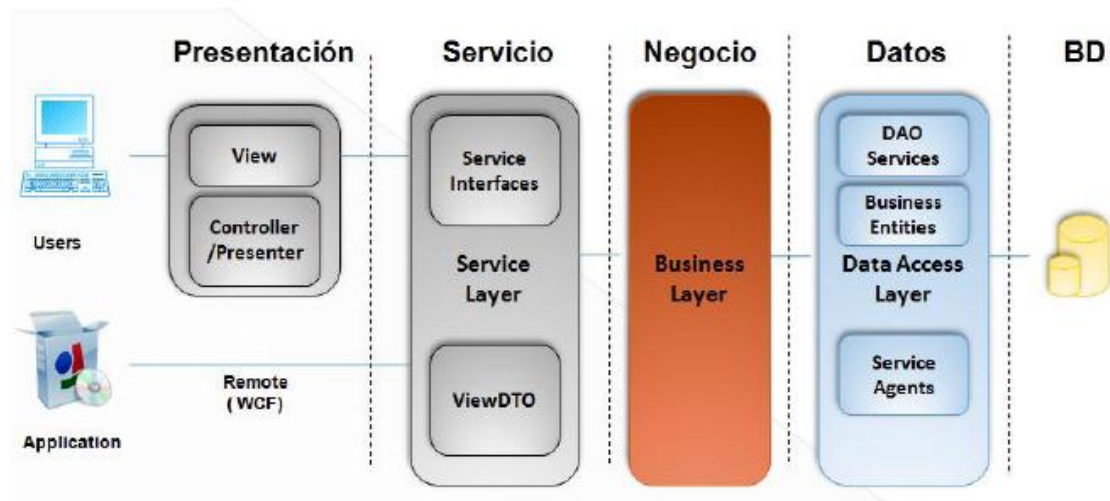 Presentación
Servicio
Negocio
Datos
BD
View
Controller
/Presenter
Users
Application
Remote
( WCF)
Service
Interfaces
Service
Layer
ViewDTO
Business
Layer
DAO
Services
Business
Entities
Data Access
Layer
Service
Agents